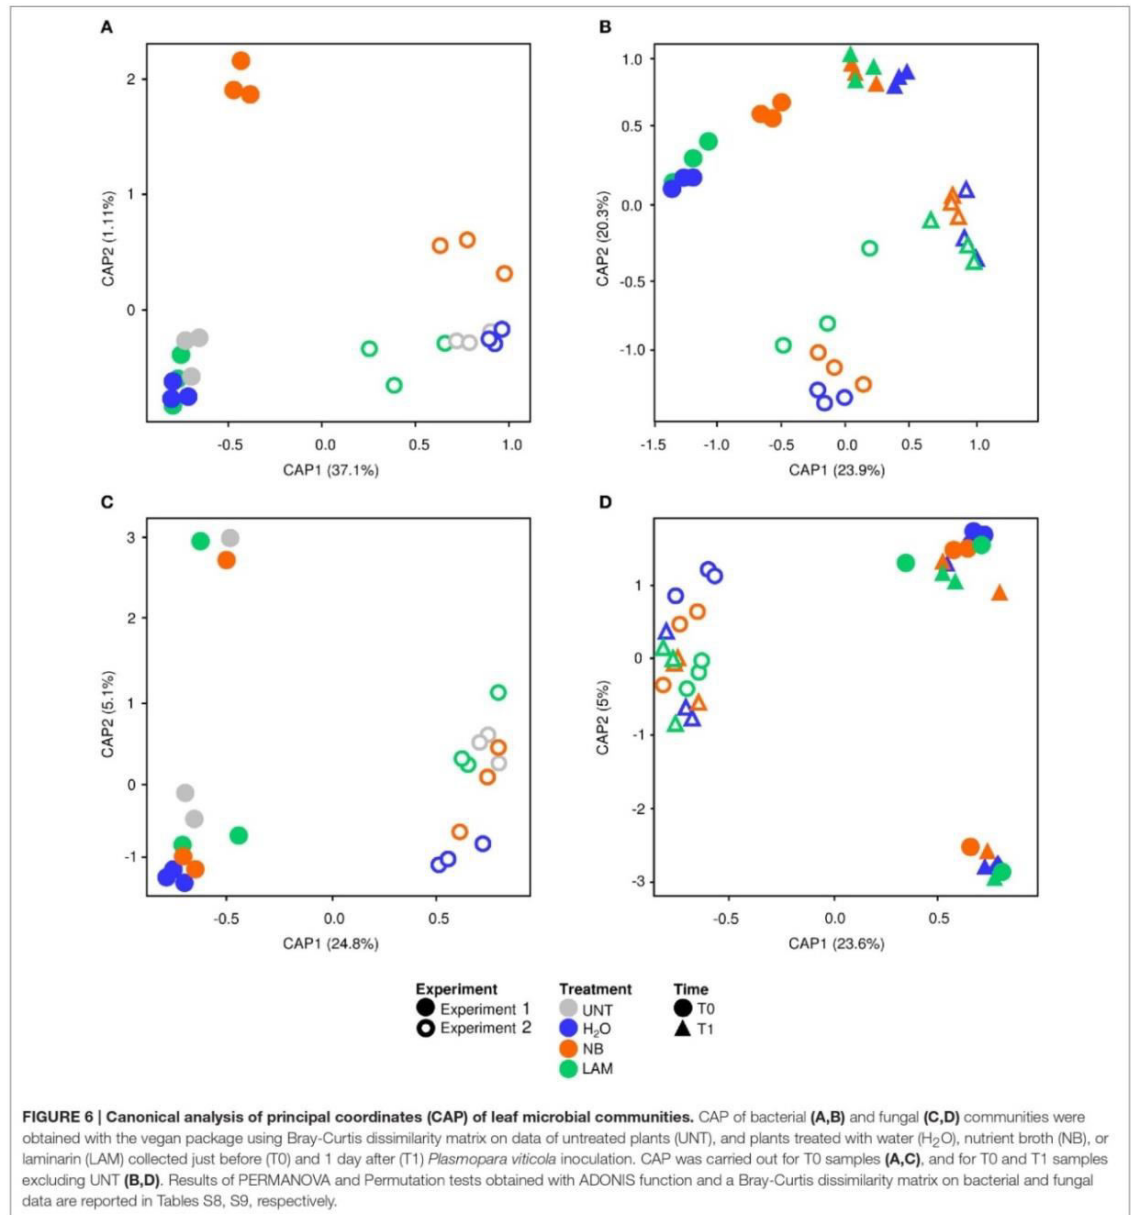 A
2
1
0
CAP2 (1.11%)
-0.5
0.0
0.5
1.0
CAP1 (37.1%)
B
1.0
0.5
0.0
-0.5
-1.0
CAP2 (20.3%)
-1.5
-1.0
-0.5
0.0
0.5
1.0
CAP1 (23.9%)
C
3
2
1
0
-1
CAP2 (5.1%)
-0.5
0.0
0.5
CAP1 (24.8%)
D
1
0
-1
-2
-3
CAP2 (5%)
-0.5
0.0
0.5
CAP1 (23.6%)
Experiment
Experiment 1
Experiment 2
Treatment
UNT
H₂O
NB
LAM
Time
T0
T1
FIGURE 6 | Canonical analysis of principal coordinates (CAP) of leaf microbial communities. CAP of bacterial (A,B) and fungal (C,D) communities were
obtained with the vegan package using Bray-Curtis dissimilarity matrix on data of untreated plants (UNT), and plants treated with water (H₂O), nutrient broth (NB), or
laminarin (LAM) collected just before (T0) and 1 day after (T1) Plasmopara viticola inoculation. CAP was carried out for T0 samples (A,C), and for T0 and T1 samples
excluding UNT (B,D). Results of PERMANOVA and Permutation tests obtained with ADONIS function and a Bray-Curtis dissimilarity matrix on bacterial and fungal
data are reported in Tables S8, S9, respectively.